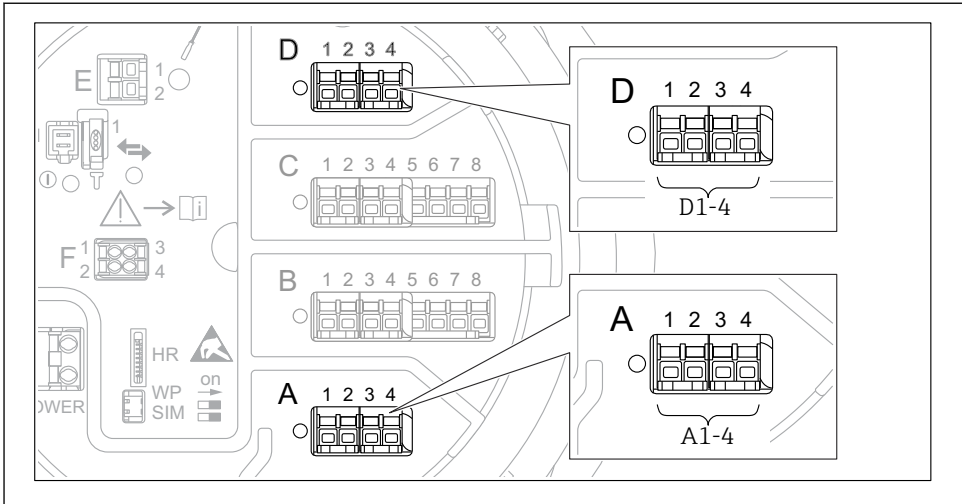 D 1 2 3 4
E 1
2
1
D 1 2 3 4
D1-4
C 1 2 3 4 5 6 7 8
i
F 1 3
2 4
B 1 2 3 4 5 6 7 8
A 1 2 3 4
A1-4
HR
on
WP
SIM
OWER
A 1 2 3 4